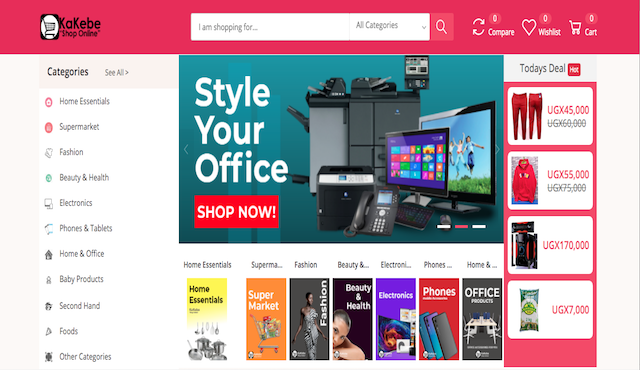 KaKebe
Shop Online
I am shopping for...
All Categories
0
Compare
0
Wishlist
0
Cart
Categories
See All >
Home Essentials
Supermarket
Fashion
Beauty & Health
Electronics
Phones & Tablets
Home & Office
Baby Products
Second Hand
Foods
Other Categories
Style
Your
Office
SHOP NOW!
Todays Deal Hot
UGX45,000
UGX60,000
UGX55,000
UGX75,000
UGX170,000
UGX7,000
Home Essentials
Superma...
Fashion
Beauty &...
Electroni...
Phones ...
Home & ...
Home
Essentials
Super
Market
Fashion
Beauty
&
Health
Electronics
Phones
OFFICE
PRODUCTS